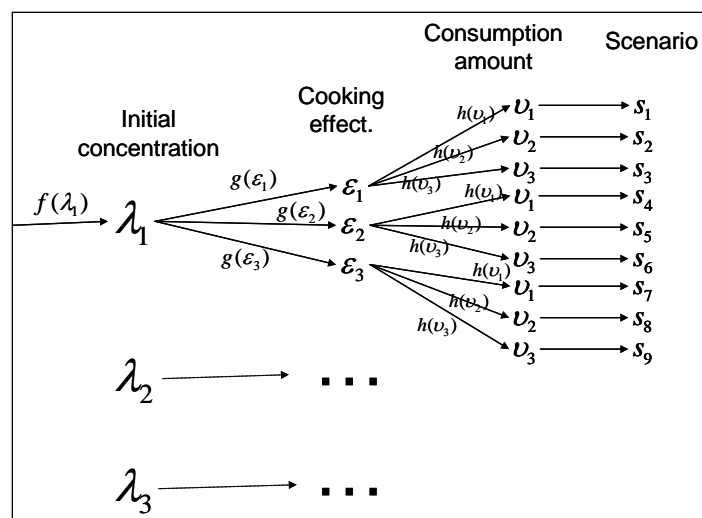 Consumption
amount
Scenario
Cooking
effect.
Initial
concentration
f(λ₁)
λ₁
g(ε₁)
g(ε₂)
g(ε₃)
ε₁
ε₂
ε₃
h(υ₁)
h(υ₂)
h(υ₃)
h(υ₁)
h(υ₂)
h(υ₃)
h(υ₁)
h(υ₂)
h(υ₃)
υ₁ s₁
υ₂ s₂
υ₃ s₃
υ₁ s₄
υ₂ s₅
υ₃ s₆
υ₁ s₇
υ₂ s₈
υ₃ s₉
λ₂ ...
λ₃ ...